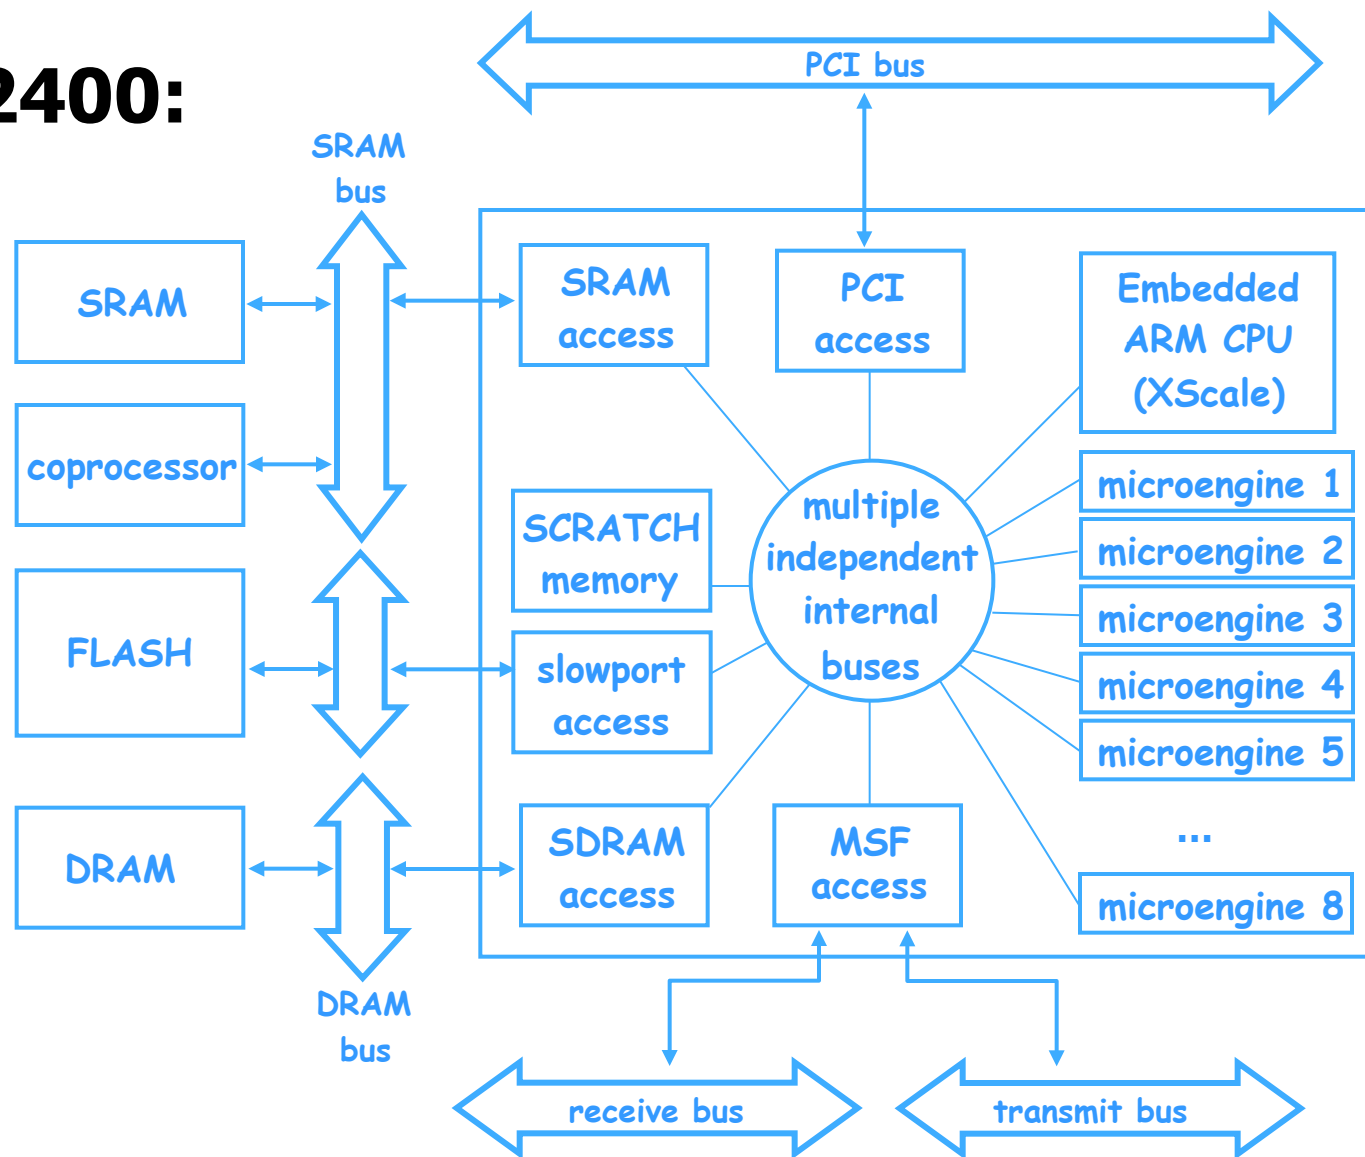 2400:
PCI bus
SRAM
bus
SRAM
SRAM
access
PCI
access
Embedded
ARM CPU
(XScale)
coprocessor
microengine 1
SCRATCH
memory
multiple
independent
internal
buses
microengine 2
microengine 3
FLASH
slowport
access
microengine 4
microengine 5
...
DRAM
SDRAM
access
MSF
access
microengine 8
DRAM
bus
receive bus
transmit bus